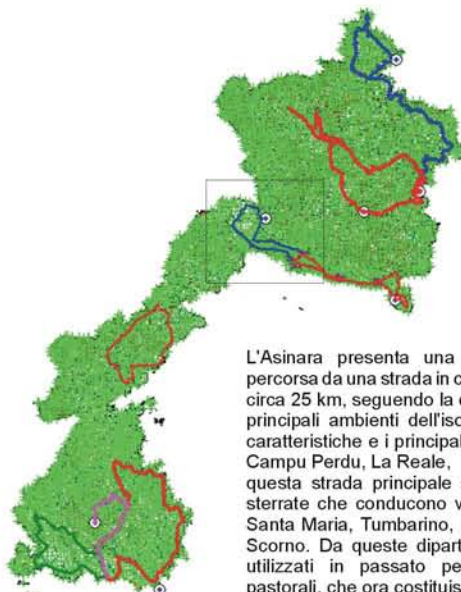 L'Asinara presenta una
percorsa da una strada in c
circa 25 km, seguendo la c
principali ambienti dell'iso
caratteristiche e i principal
Campu Perdu, La Reale,
questa strada principale s
sterrate che conducono v
Santa Maria, Tumbarino,
Scorno. Da queste dipart
utilizzati in passato pe
pastorali, che ora costituis